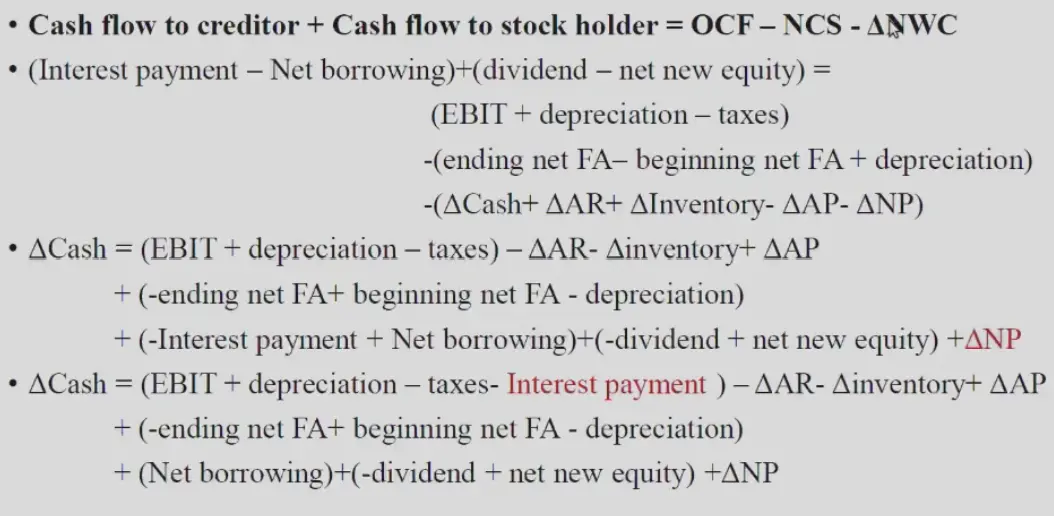 • Cash flow to creditor + Cash flow to stock holder = OCF – NCS - ΔNWC
• (Interest payment – Net borrowing)+(dividend – net new equity) =
(EBIT + depreciation – taxes)
-(ending net FA– beginning net FA + depreciation)
-(ΔCash+ ΔAR+ ΔInventory- ΔAP- ΔNP)
• ΔCash = (EBIT + depreciation – taxes) – ΔAR- Δinventory+ ΔAP
+ (-ending net FA+ beginning net FA - depreciation)
+ (-Interest payment + Net borrowing)+(-dividend + net new equity) +ΔNP
• ΔCash = (EBIT + depreciation – taxes- Interest payment ) – ΔAR- Δinventory+ ΔAP
+ (-ending net FA+ beginning net FA - depreciation)
+ (Net borrowing)+(-dividend + net new equity) +ΔNP